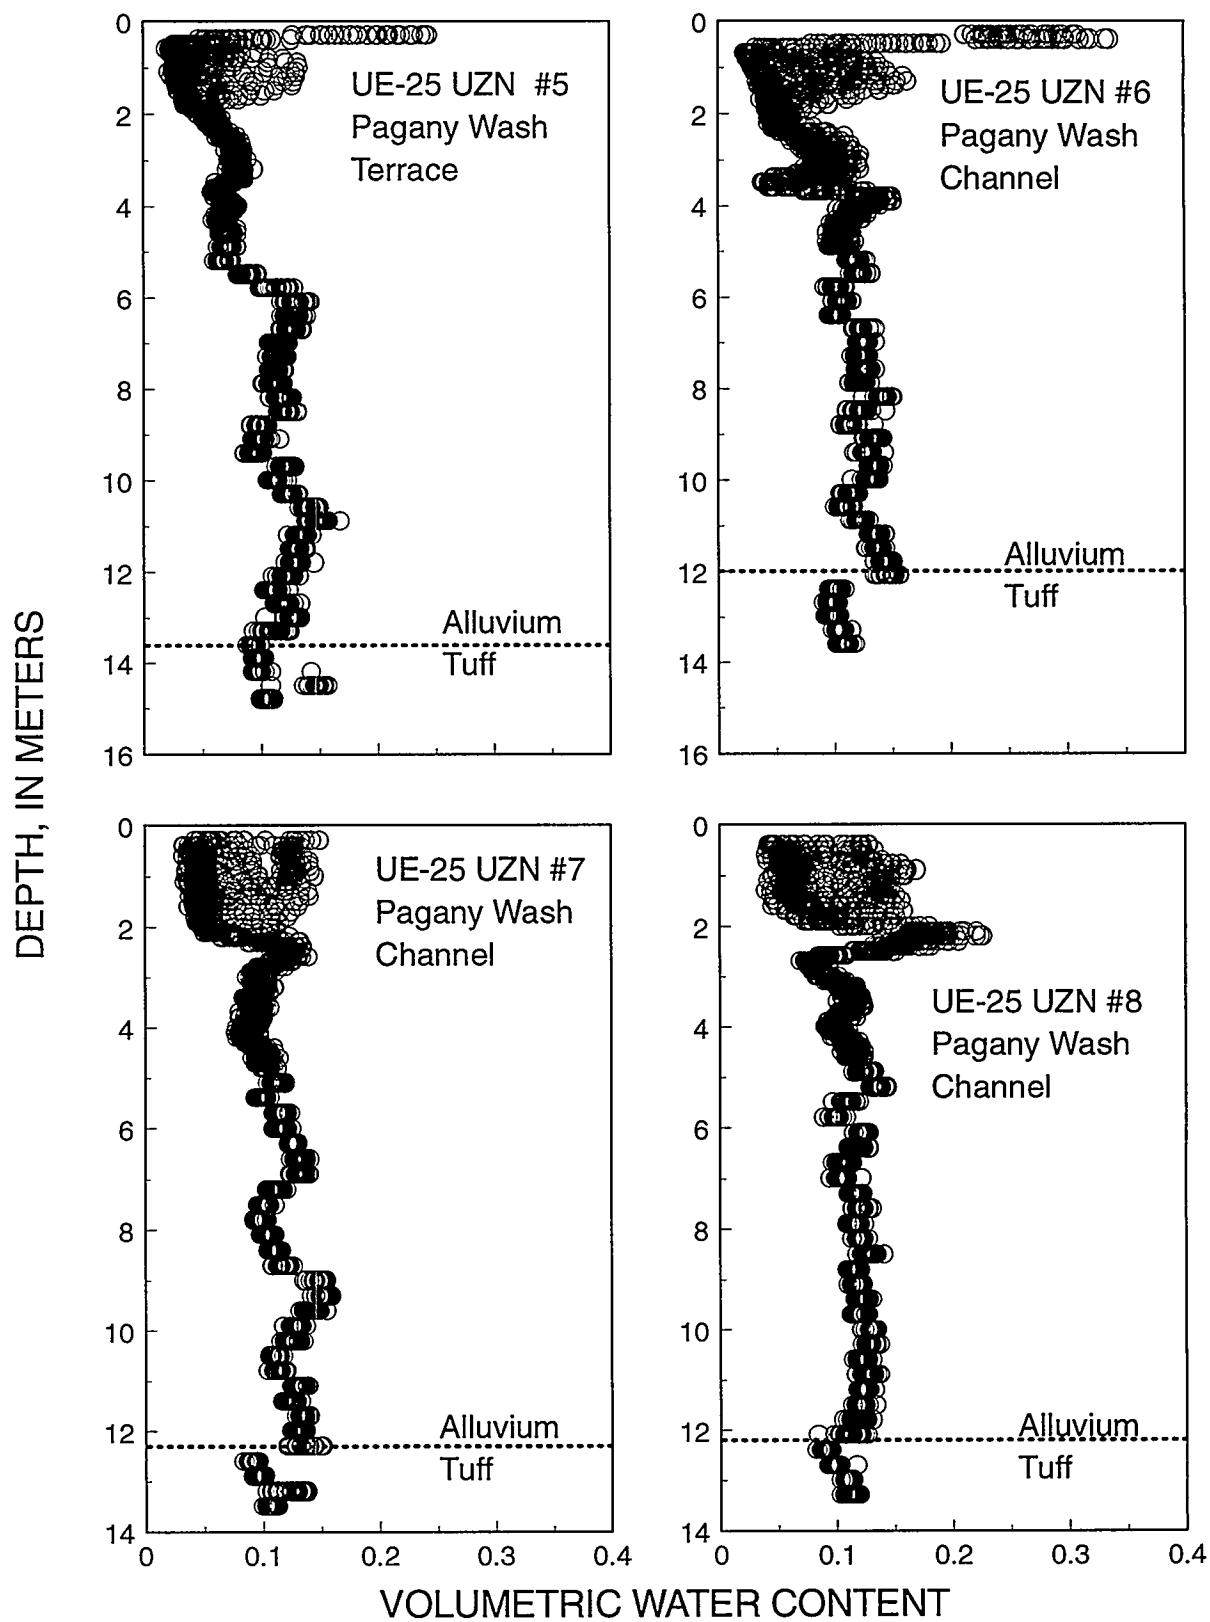 DEPTH, IN METERS
0
2
4
6
8
10
12
14
16
UE-25 UZN #5
Pagany Wash
Terrace
Alluvium
Tuff
0
2
4
6
8
10
12
14
16
UE-25 UZN #6
Pagany Wash
Channel
Alluvium
Tuff
0
2
4
6
8
10
12
14
UE-25 UZN #7
Pagany Wash
Channel
Alluvium
Tuff
0 0.1 0.2 0.3 0.4
0
2
4
6
8
10
12
14
UE-25 UZN #8
Pagany Wash
Channel
Alluvium
Tuff
0 0.1 0.2 0.3 0.4
VOLUMETRIC WATER CONTENT